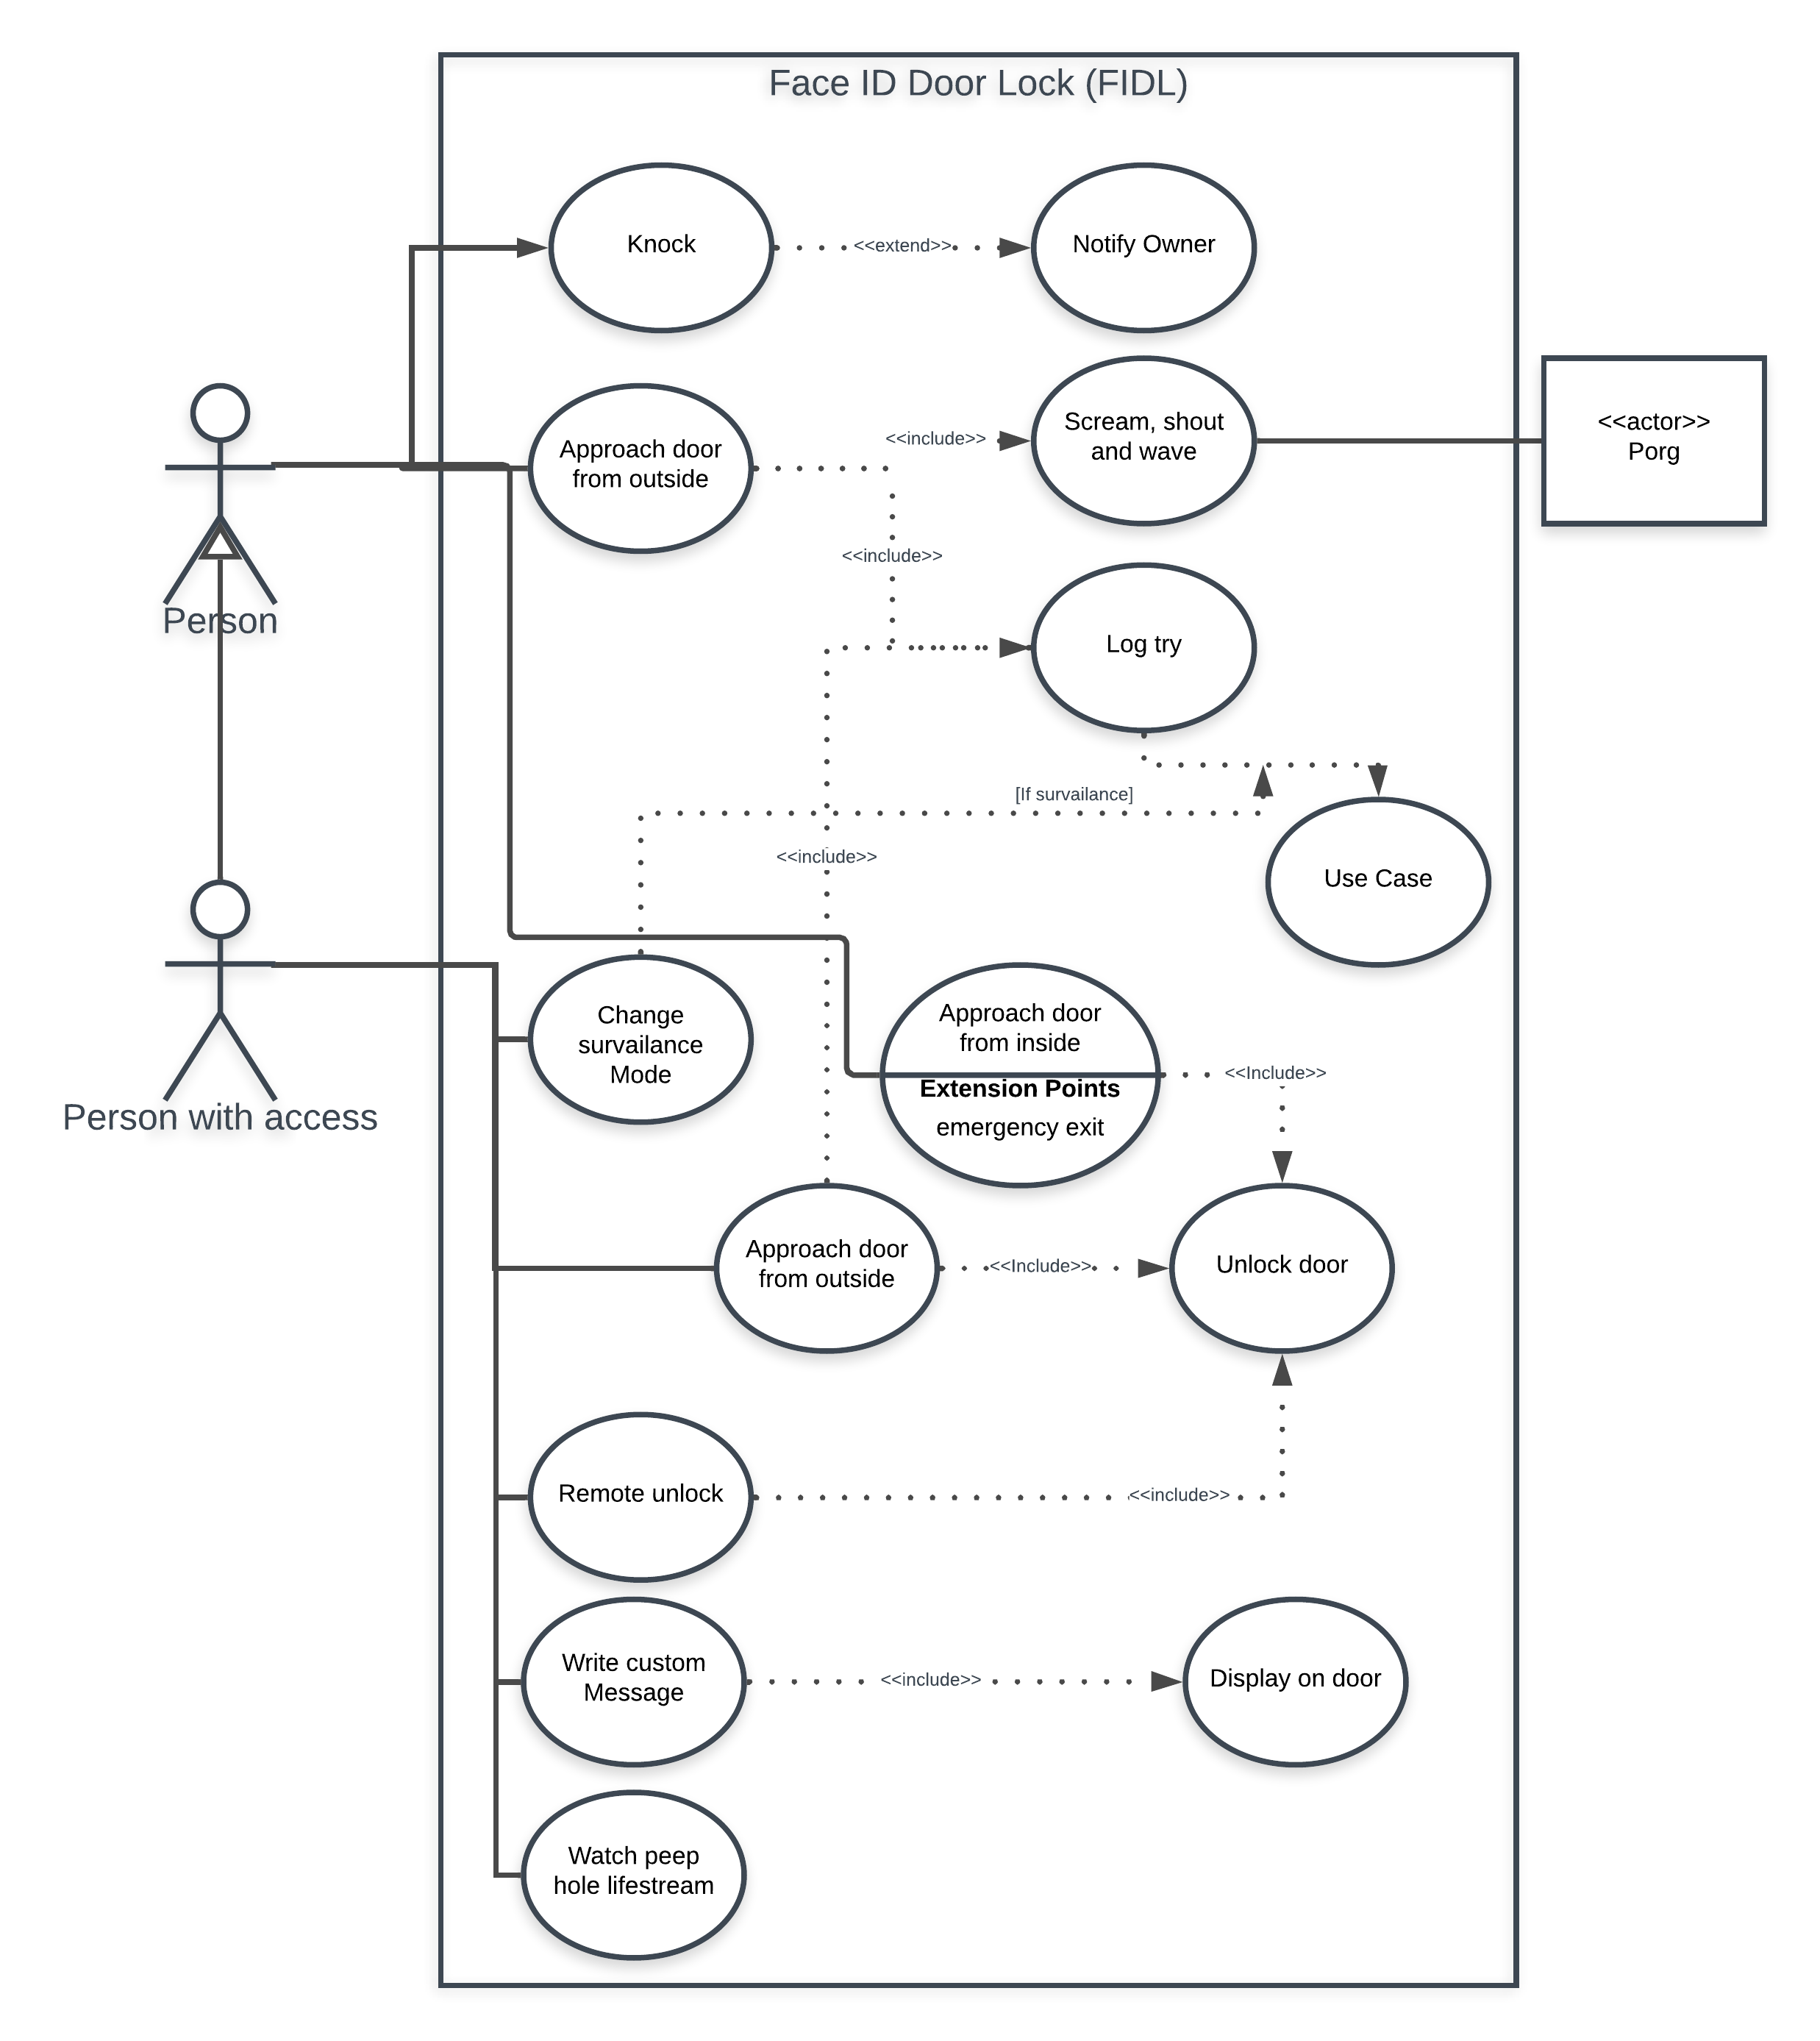 Face ID Door Lock (FIDL)
Knock
<<extend>>
Notify Owner
Approach door
from outside
<<include>>
Scream, shout
and wave
<<actor>>
Porg
<<include>>
Person
Log try
[If survailance]
<<include>>
Use Case
Change
survailance
Mode
Approach door
from inside
Extension Points
emergency exit
<<Include>>
Person with access
Approach door
from outside
<<Include>>
Unlock door
Remote unlock
<<include>>
Write custom
Message
<<include>>
Display on door
Watch peep
hole lifestream